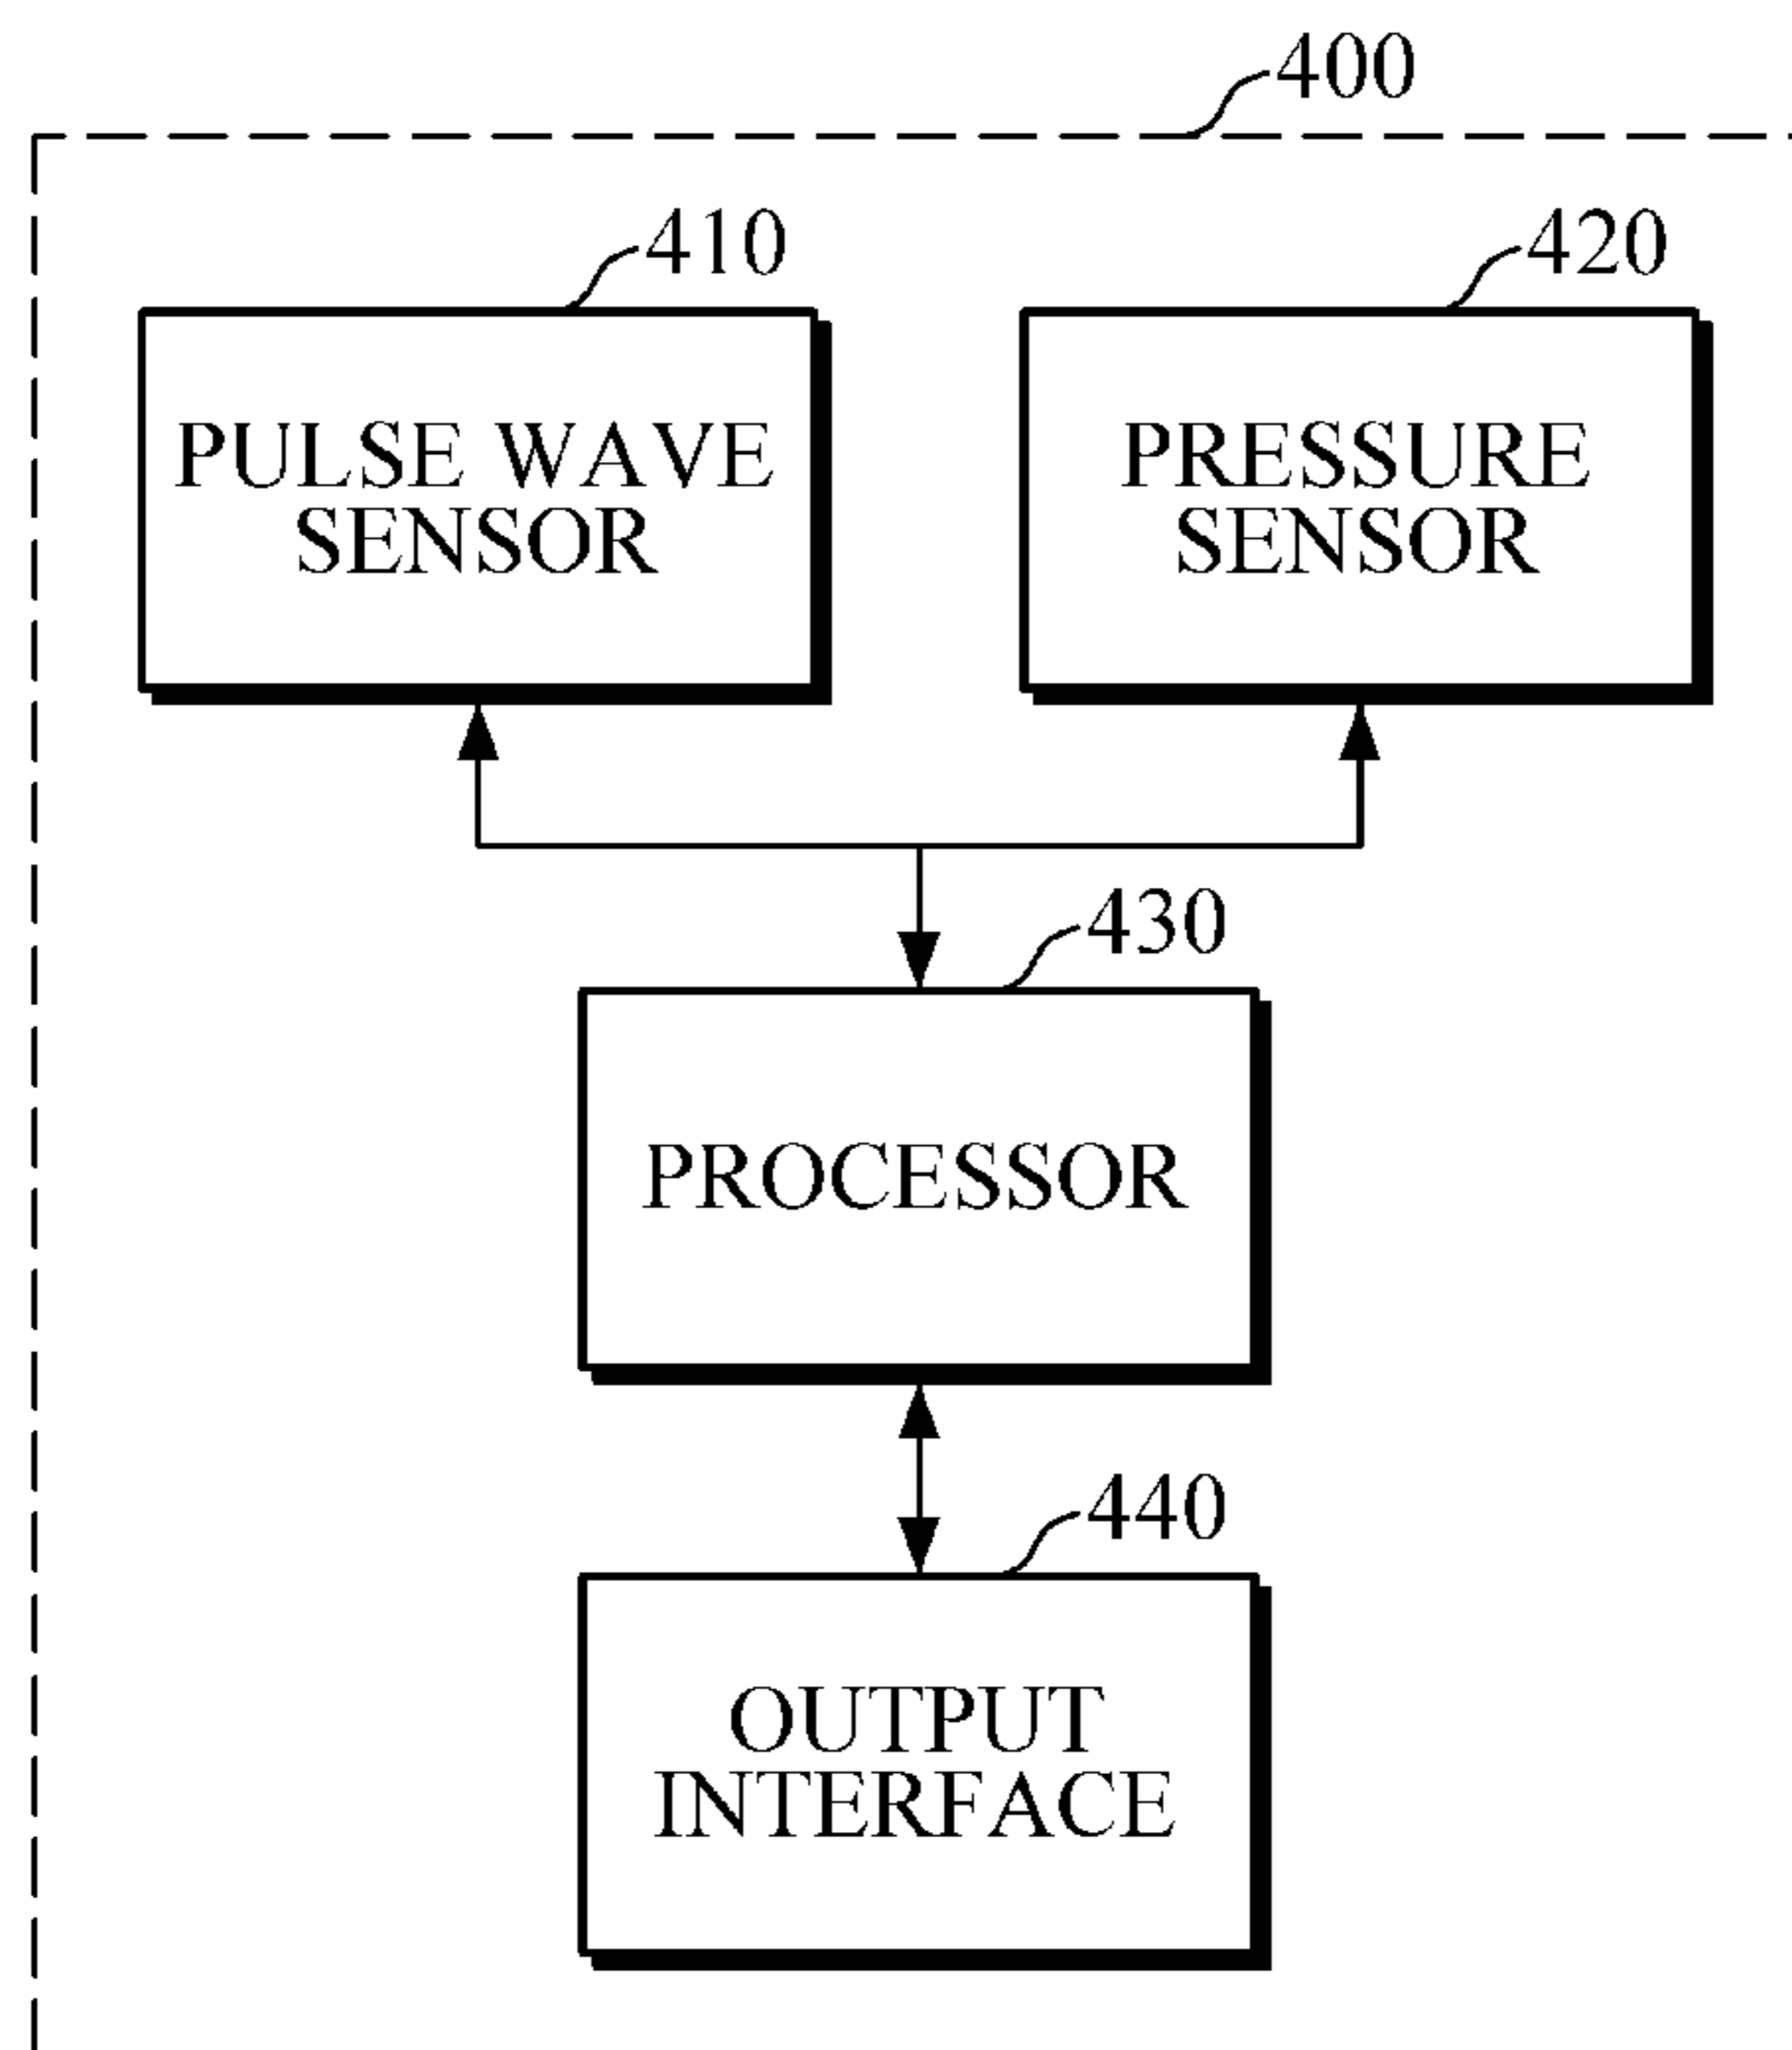 400
410
420
PULSE WAVE
SENSOR
PRESSURE
SENSOR
430
PROCESSOR
440
OUTPUT
INTERFACE